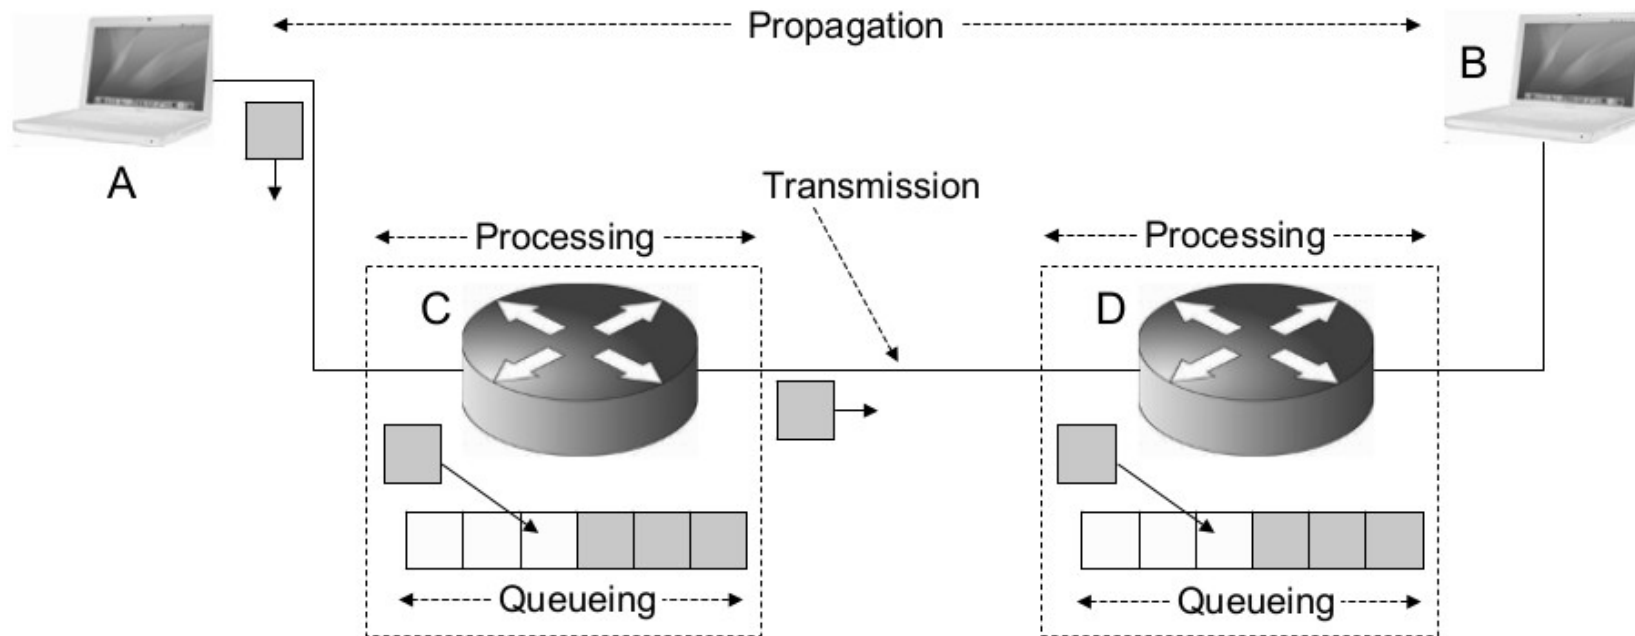 Propagation
B
A
Transmission
Processing
Processing
C
D
Queueing
Queueing